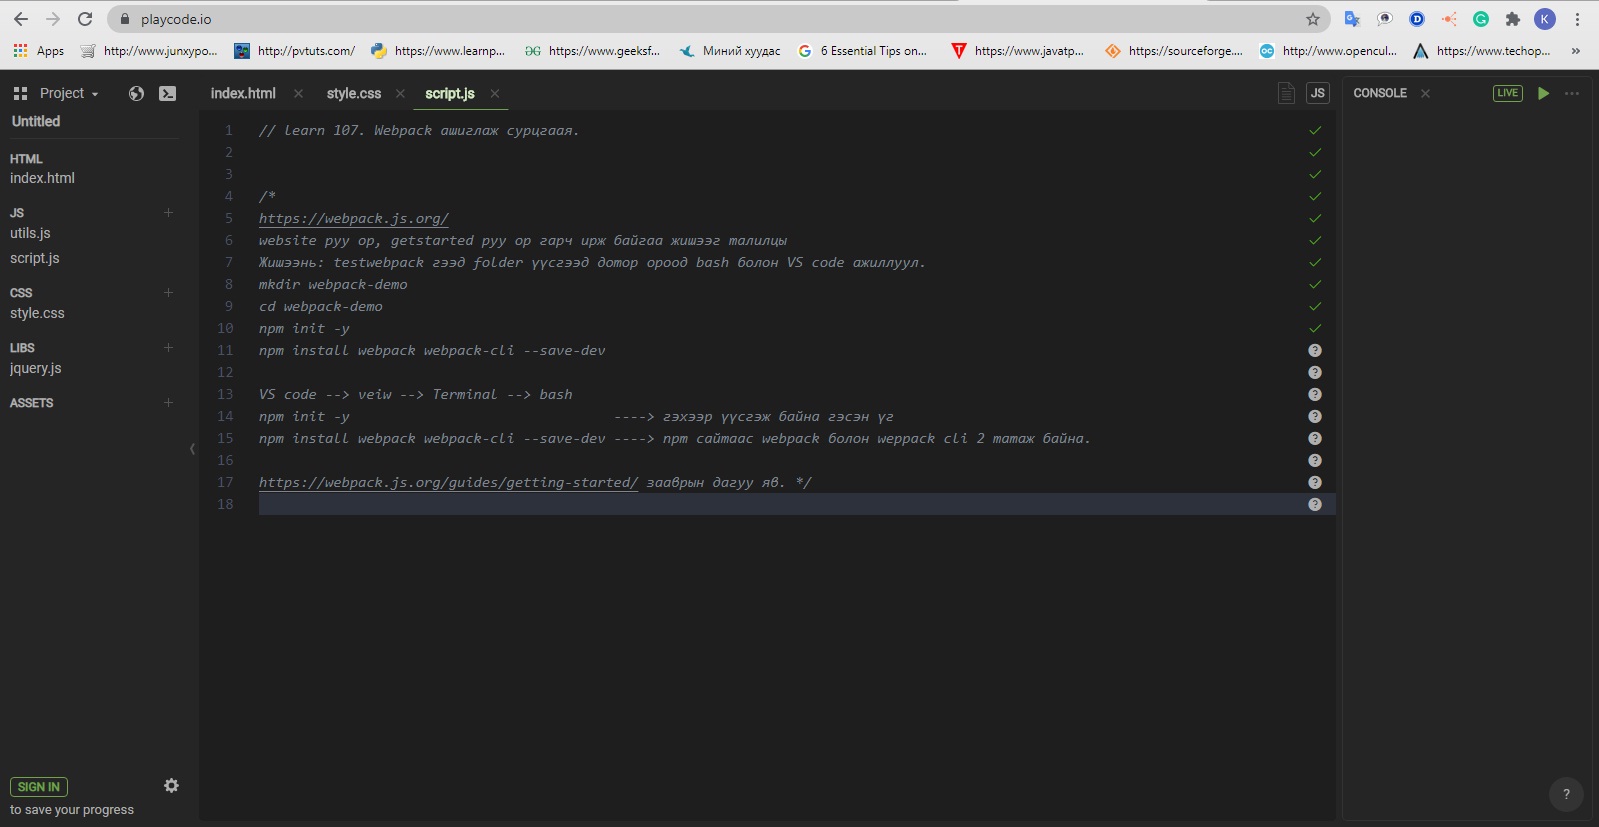 playcode.io
K
Apps
http://www.junxypo...
http://pvtuts.com/
https://www.learnp...
https://www.geeksf...
Миний хуудас
6 Essential Tips on...
https://www.javatp...
https://sourceforge....
http://www.opencul...
https://www.techop...
»
Project
index.html
style.css
script.js
JS
CONSOLE
LIVE
Untitled
HTML
index.html
JS
utils.js
script.js
CSS
style.css
LIBS
jquery.js
ASSETS
1 // learn 107. Webpack ашиглаж сурцгаая.
2
3
4 /*
5 https://webpack.js.org/
6 website руу ор, getstarted руу ор гарч ирж байгаа жишээг талилцы
7 Жишээнь: testwebpack гээд folder үүсгээд дотор ороод bash болон VS code ажиллуул.
8 mkdir webpack-demo
9 cd webpack-demo
10 npm init -y
11 npm install webpack webpack-cli --save-dev
12
13 VS code --> veiw --> Terminal --> bash
14 npm init -y ----> гэхээр үүсгэж байна гэсэн үг
15 npm install webpack webpack-cli --save-dev ----> npm сайтаас webpack болон weppack cli 2 татаж байна.
16
17 https://webpack.js.org/guides/getting-started/ зааврын дагуу яв. */
18
SIGN IN
to save your progress
?